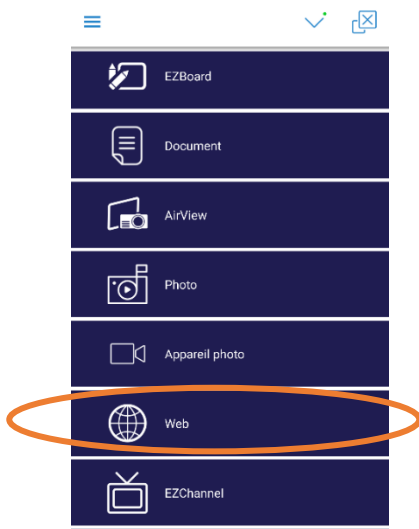 EZBoard
Document
AirView
Photo
Appareil photo
Web
EZChannel